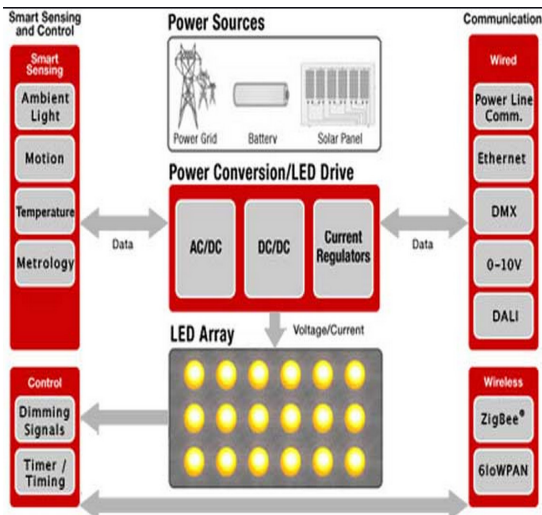 Smart Sensing
and Control
Smart
Sensing
Ambient
Light
Motion
Temperature
Metrology
Data
Control
Dimming
Signals
Timer /
Timing
Power Sources
Power Grid
Battery
Solar Panel
Power Conversion/LED Drive
AC/DC
DC/DC
Current
Regulators
Voltage/Current
LED Array
Communication
Wired
Power Line
Comm.
Ethernet
DMX
0-10V
DALI
Data
Wireless
ZigBee®
6loWPAN